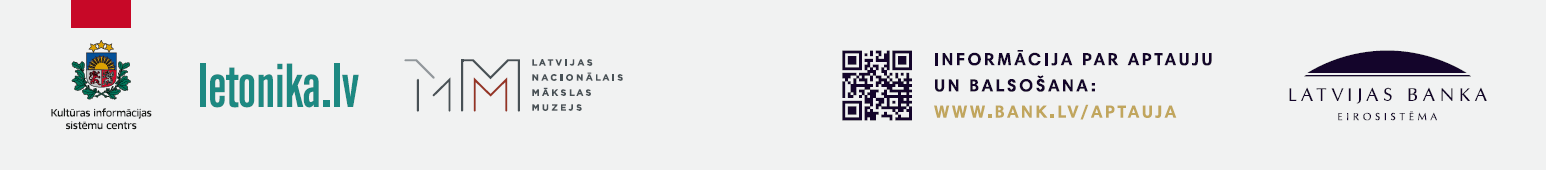 Kultūras informācijas
sistēmu centrs
letonika.lv
LATVIJAS
NACIONĀLAIS
MĀKSLAS
MUZEJS
INFORMĀCIJA PAR APTAUJU
UN BALSOŠANA:
WWW.BANK.LV/APTAUJA
LATVIJAS BANKA
EIROSISTĒMA